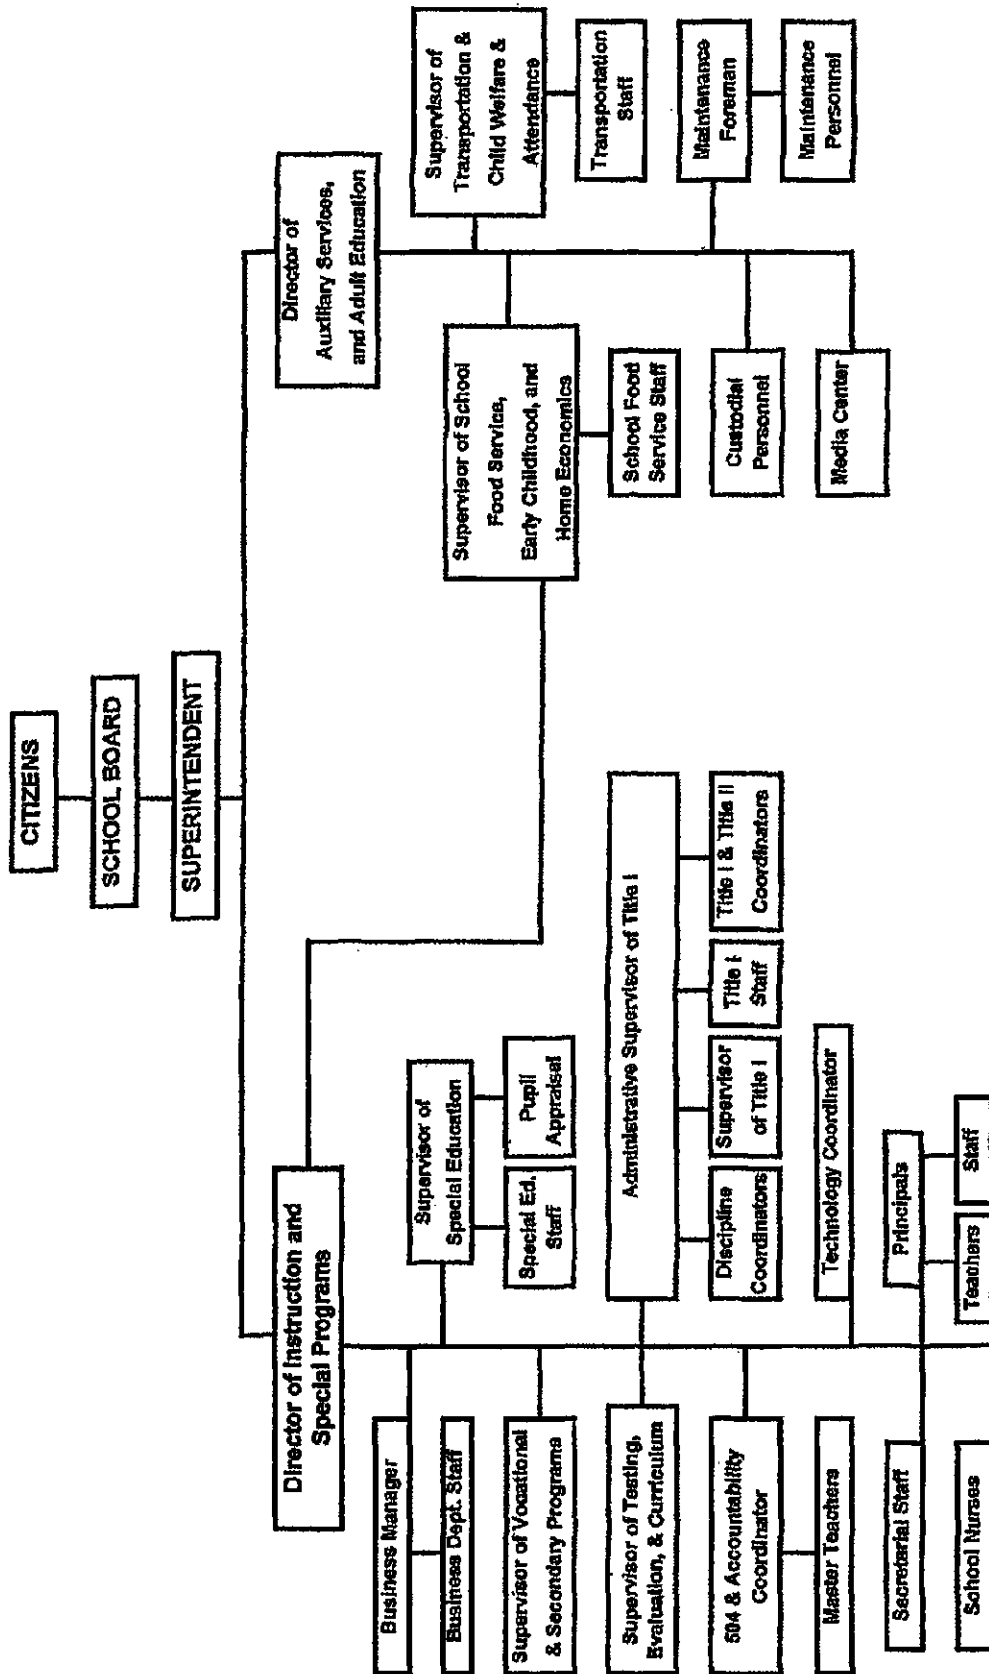 CITIZENS
SCHOOL BOARD
SUPERINTENDENT
Director of Instruction and
Special Programs
Director of
Auxiliary Services,
and Adult Education
Business Manager
Business Dept. Staff
Supervisor of
Special Education
Special Ed.
Staff
Pupil
Appraisal
Supervisor of Vocational
& Secondary Programs
Supervisor of Testing,
Evaluation, & Curriculum
Administrative Supervisor of Title I
Discipline
Coordinators
Supervisor
of Title I
Title I
Staff
Title I & Title II
Coordinators
504 & Accountability
Coordinator
Master Teachers
Technology Coordinator
Secretarial Staff
Principals
Teachers
Staff
School Nurses
Supervisor of School
Food Service,
Early Childhood, and
Home Economics
School Food
Service Staff
Custodial
Personnel
Media Center
Supervisor of
Transportation &
Child Welfare &
Attendance
Transportation
Staff
Maintenance
Foreman
Maintenance
Personnel